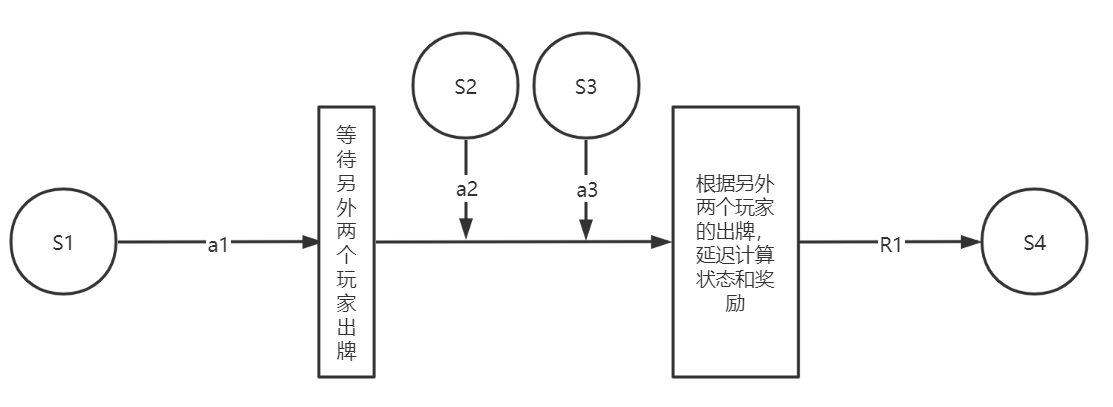 S1
a1
等
待
另
外
两
个
玩
家
出
牌
S2
a2
S3
a3
根据另外
两个玩家
的出牌，
延迟计算
状态和奖
励
R1
S4